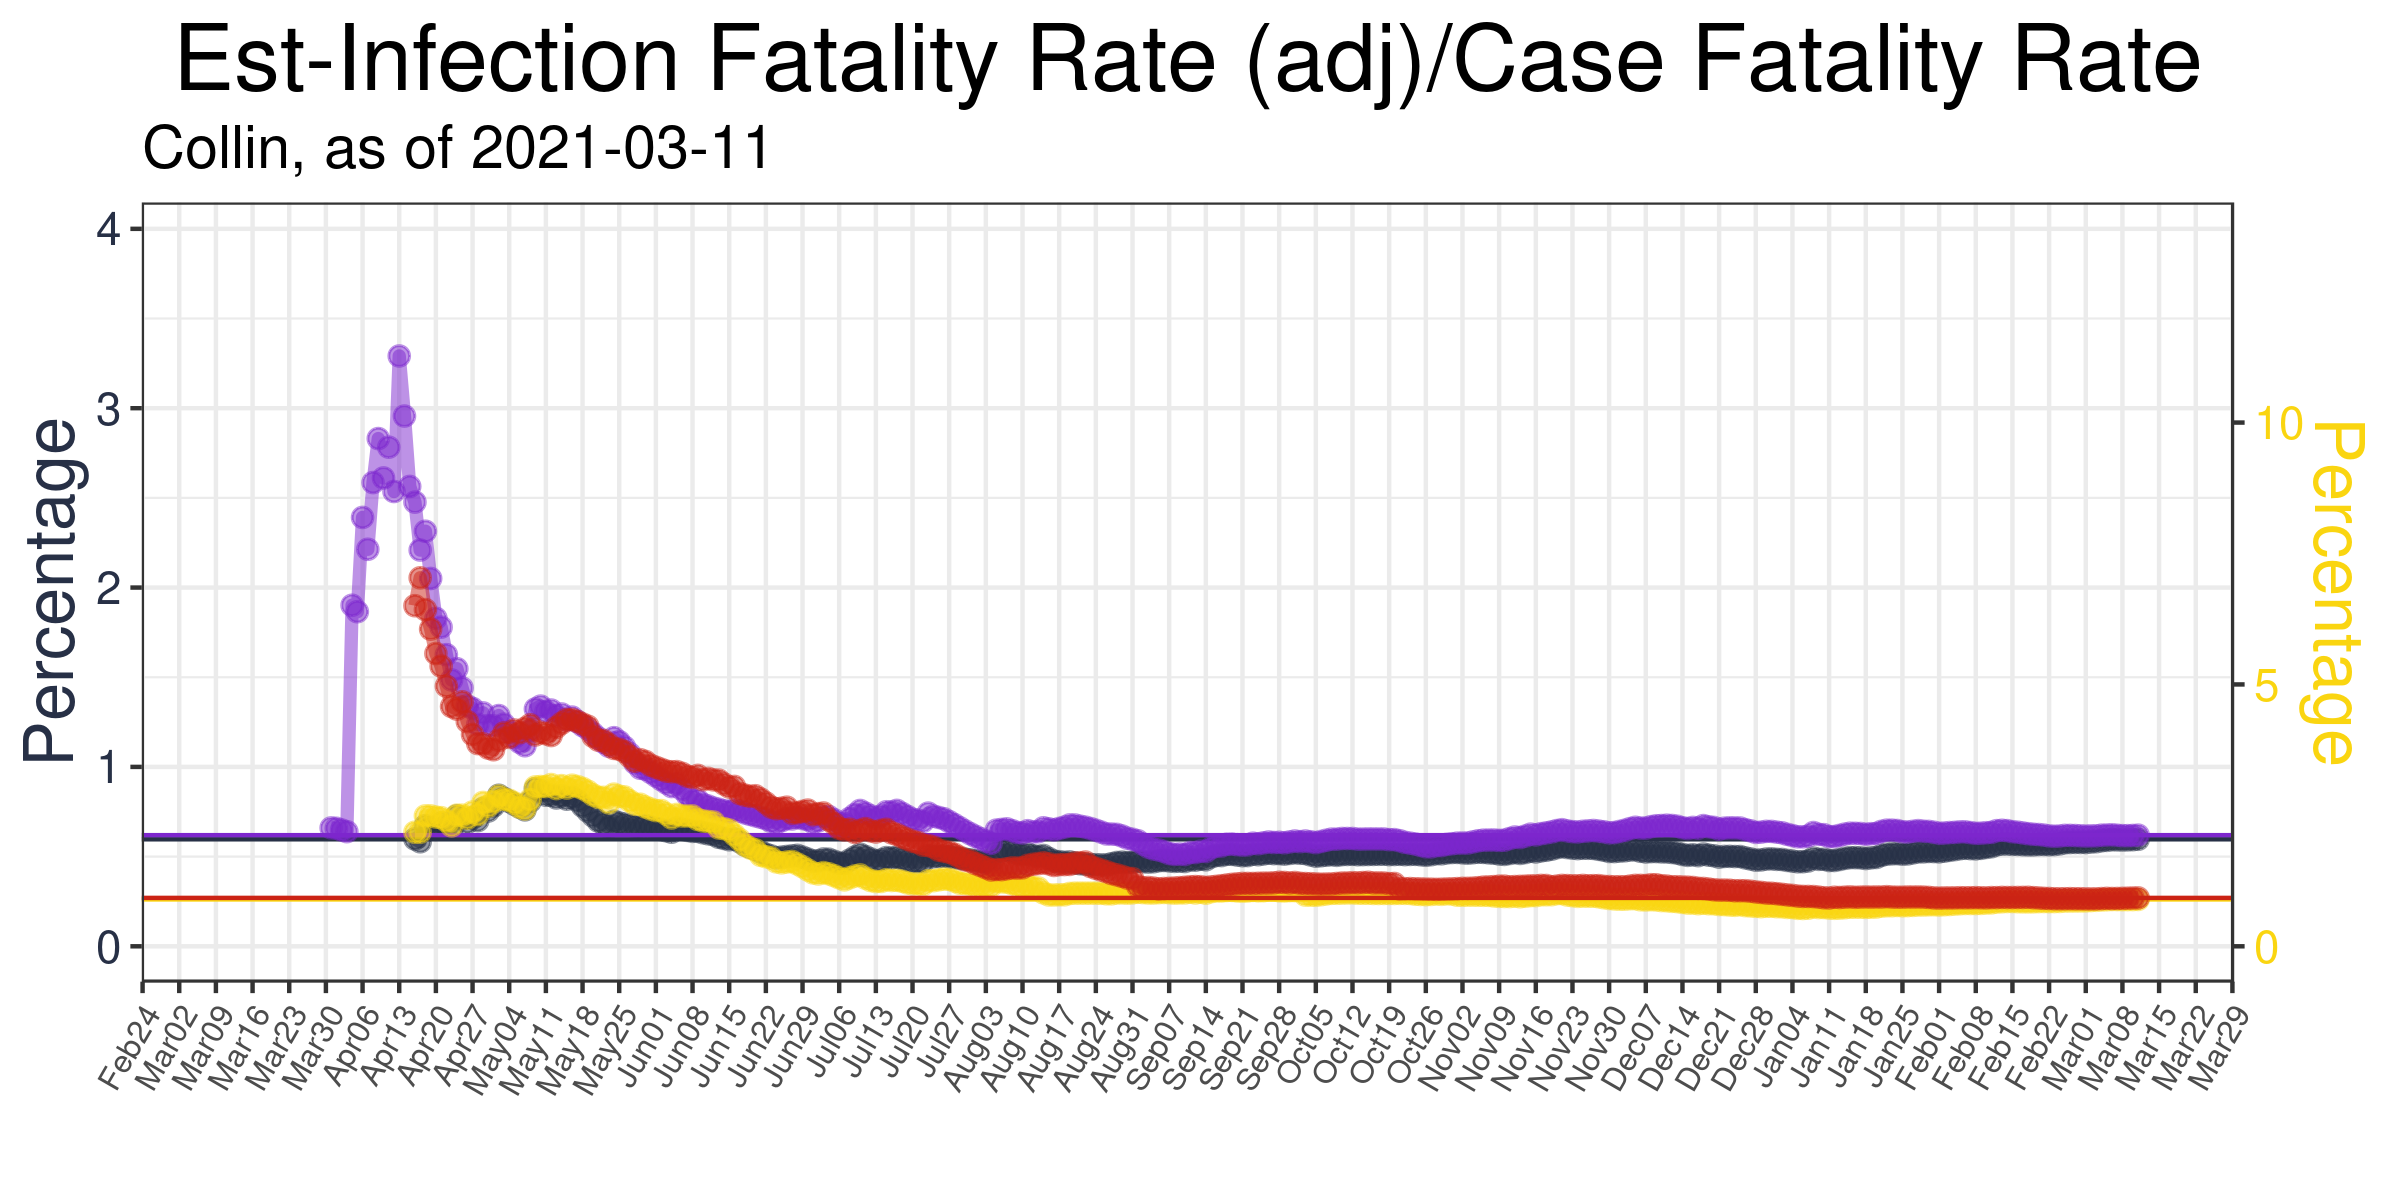 Est-Infection Fatality Rate (adj)/Case Fatality Rate
Collin, as of 2021-03-11
Percentage
4
3
2
1
0
10
5
0
Percentage
Feb24
Mar02
Mar09
Mar16
Mar23
Mar30
Apr06
Apr13
Apr20
Apr27
May04
May11
May18
May25
Jun01
Jun08
Jun15
Jun22
Jun29
Jul06
Jul13
Jul20
Jul27
Aug03
Aug10
Aug17
Aug24
Aug31
Sep07
Sep14
Sep21
Sep28
Oct05
Oct12
Oct19
Oct26
Nov02
Nov09
Nov16
Nov23
Nov30
Dec07
Dec14
Dec21
Dec28
Jan04
Jan11
Jan18
Jan25
Feb01
Feb08
Feb15
Feb22
Mar01
Mar08
Mar15
Mar22
Mar29